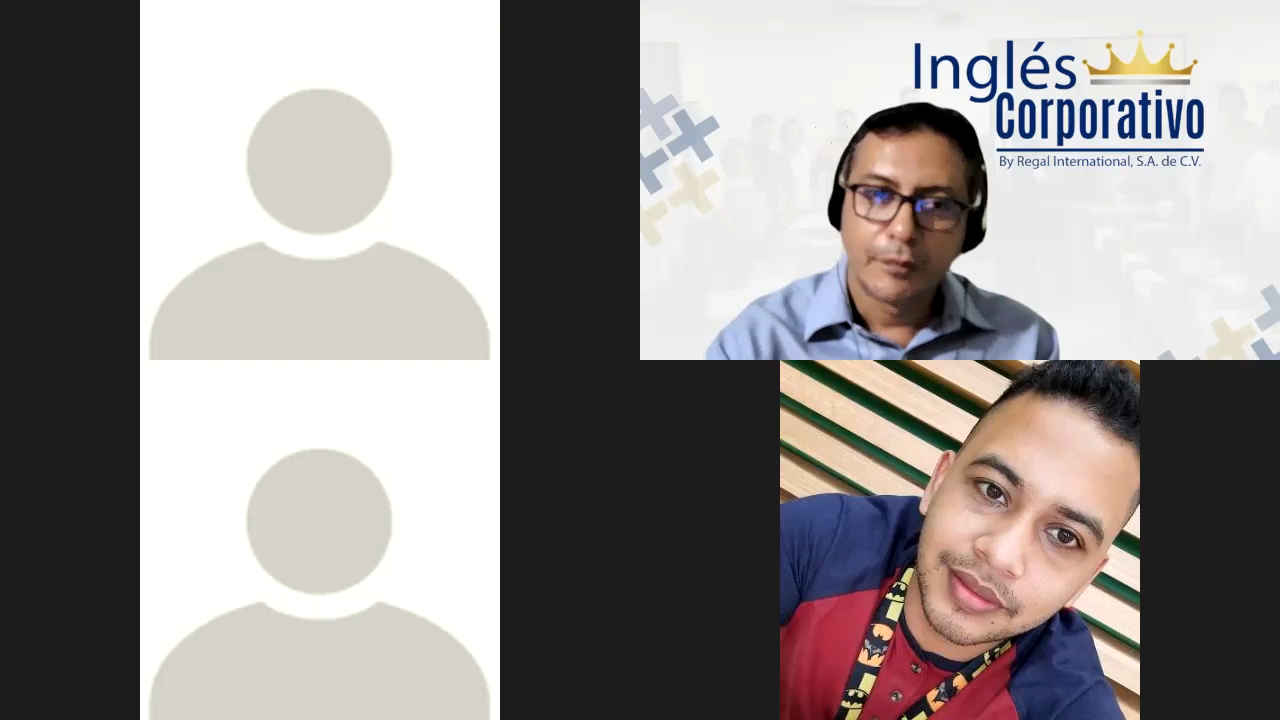 Inglés
Corporativo
By Regal International, S.A. de C.V.